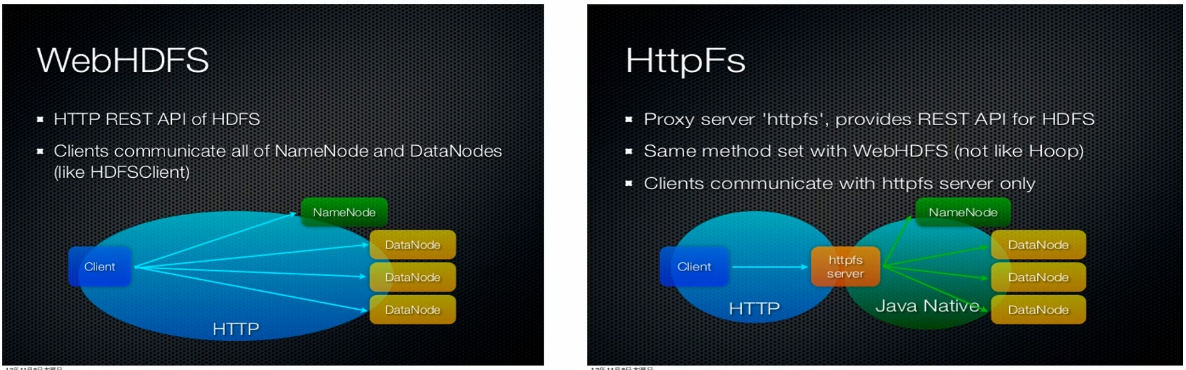 WebHDFS
HTTP REST API of HDFS
Clients communicate all of NameNode and DataNodes
(like HDFSClient)
NameNode
DataNode
Client
DataNode
DataNode
HTTP
HttpFs
Proxy server 'httpfs', provides REST API for HDFS
Same method set with WebHDFS (not like Hoop)
Clients communicate with httpfs server only
NameNode
DataNode
Client
httpfs
server
DataNode
HTTP
Java Native
DataNode